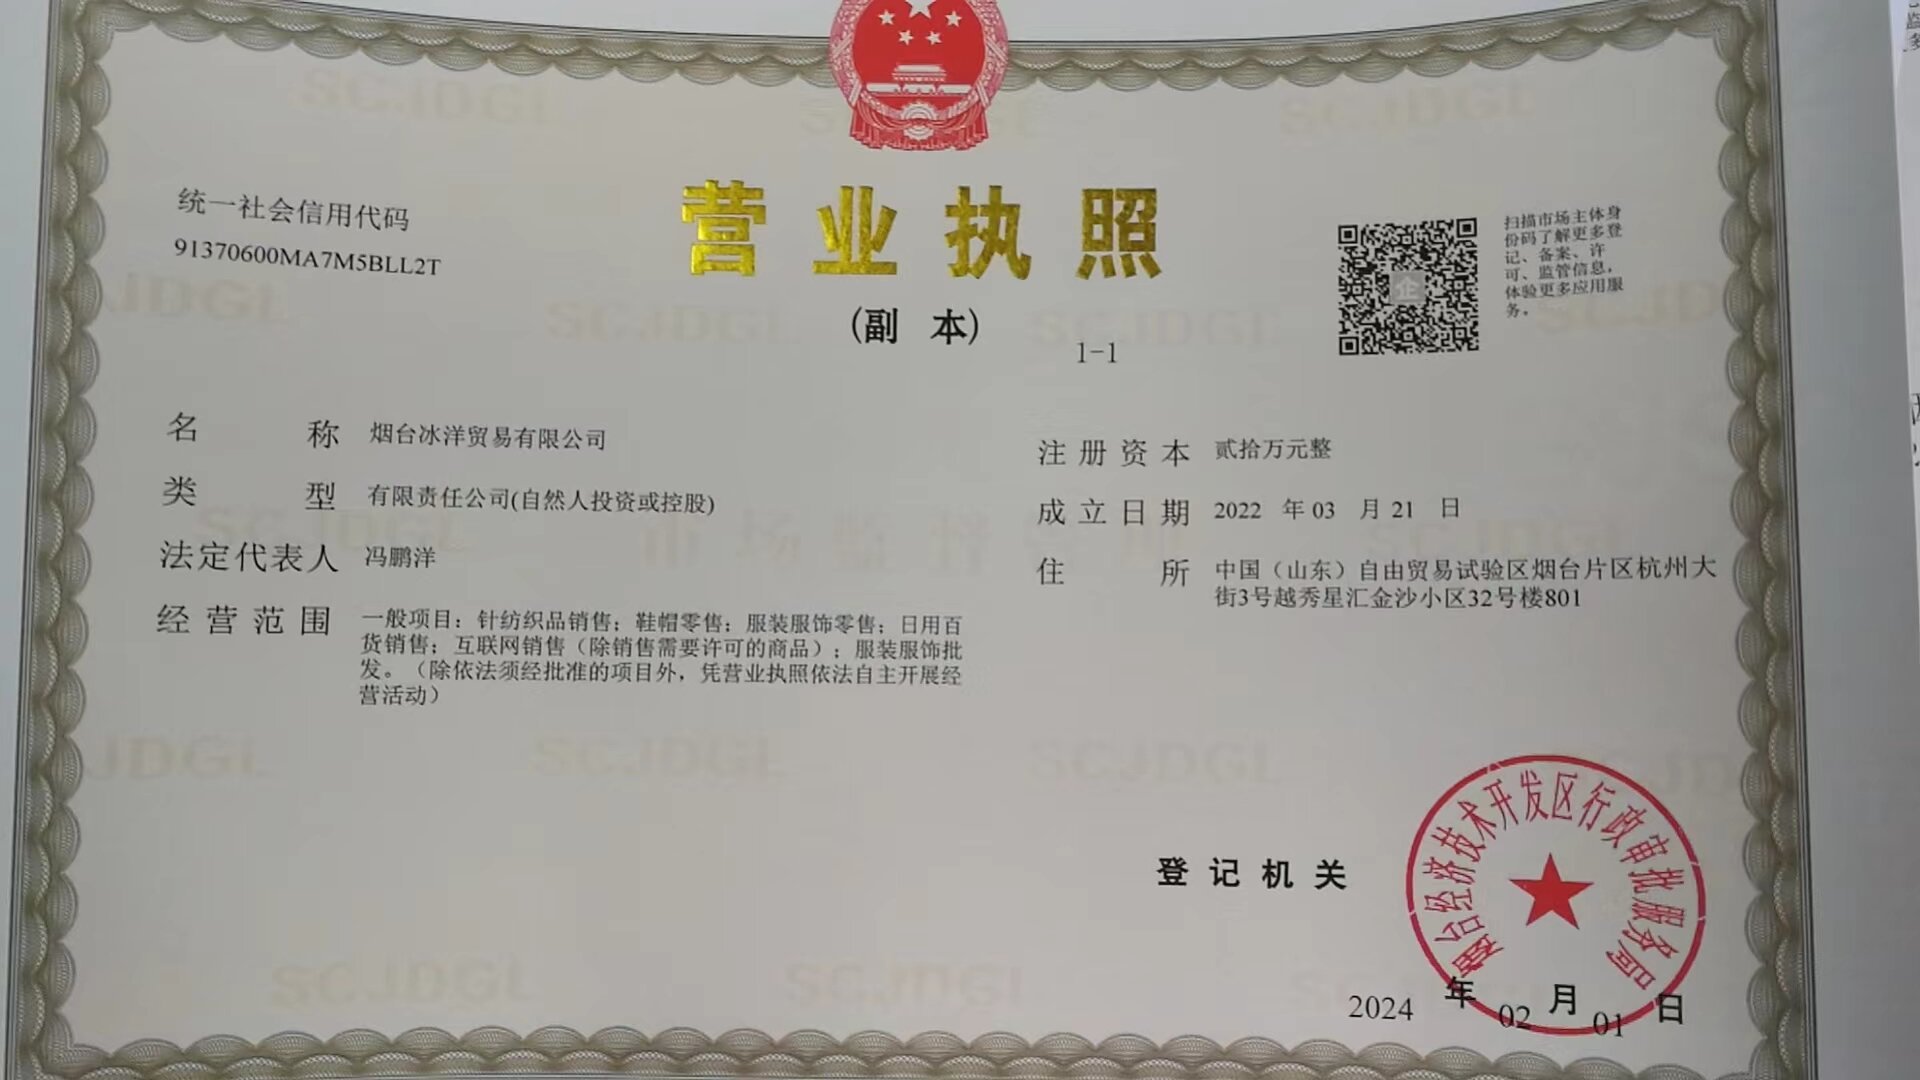 统一社会信用代码
91370600MA7M5BLL2T
营业执照
(副 本)
1-1
扫描市场主体身
份码了解更多登
记、备案、许
可、监管信息，
体验更多应用服
务。
名 称 烟台冰洋贸易有限公司
类 型 有限责任公司(自然人投资或控股)
法定代表人 冯鹏洋
经营范围 一般项目：针纺织品销售；鞋帽零售；服装服饰零售；日用百
货销售；互联网销售（除销售需要许可的商品）；服装服饰批
发。（除依法须经批准的项目外，凭营业执照依法自主开展经
营活动）
注册资本 贰拾万元整
成立日期 2022 年 03 月 21 日
住 所 中国（山东）自由贸易试验区烟台片区杭州大
街3号越秀星汇金沙小区32号楼801
登记机关
烟台经济技术开发区行政审批服务局
2024 年 02 月 01 日